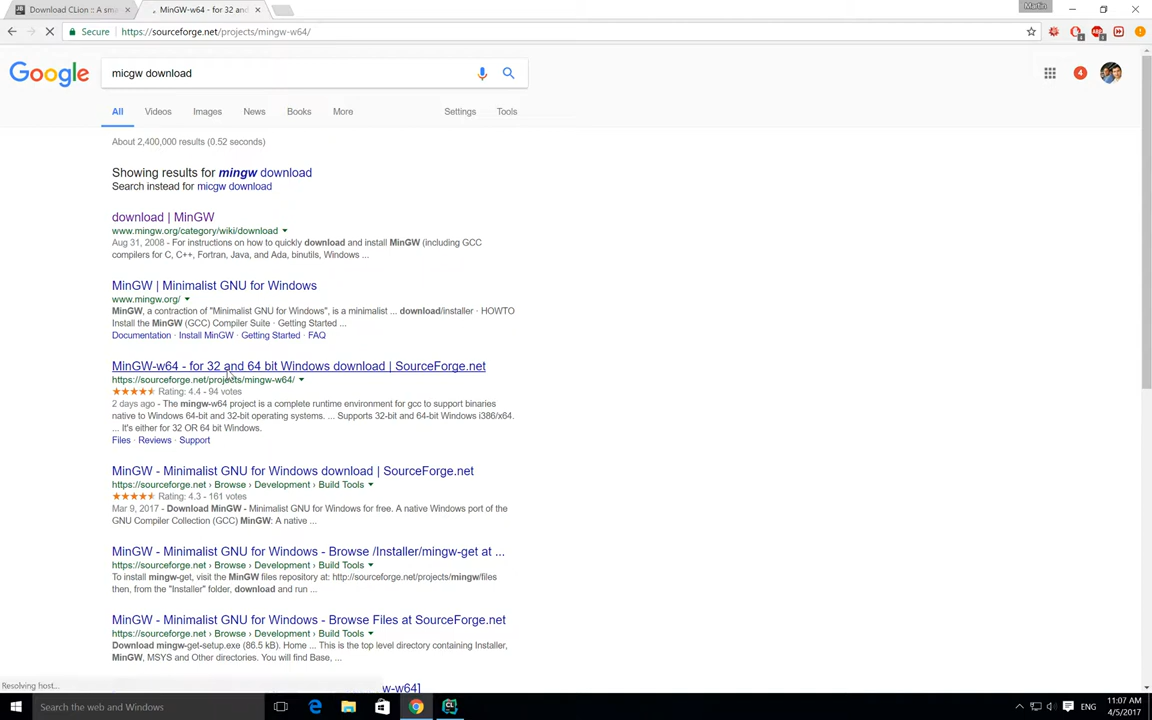 Download CLion :: A sma
MinGW-w64 - for 32 and
Martin
Secure
https://sourceforge.net/projects/mingw-w64/
Google
micgw download
4
All
Videos
Images
News
Books
More
Settings
Tools
About 2,400,000 results (0.52 seconds)
Showing results for mingw download
Search instead for micgw download
download | MinGW
www.mingw.org/category/wiki/download
Aug 31, 2008 - For instructions on how to quickly download and install MinGW (including GCC
compilers for C, C++, Fortran, Java, and Ada, binutils, Windows ...
MinGW | Minimalist GNU for Windows
www.mingw.org/
MinGW, a contraction of "Minimalist GNU for Windows", is a minimalist ... download/installer · HOWTO
Install the MinGW (GCC) Compiler Suite · Getting Started ...
Documentation · Install MinGW · Getting Started · FAQ
MinGW-w64 - for 32 and 64 bit Windows download | SourceForge.net
https://sourceforge.net/projects/mingw-w64/
Rating: 4.4 - 94 votes
2 days ago - The mingw-w64 project is a complete runtime environment for gcc to support binaries
native to Windows 64-bit and 32-bit operating systems. ... Supports 32-bit and 64-bit Windows i386/x64.
... It's either for 32 OR 64 bit Windows.
Files · Reviews · Support
MinGW - Minimalist GNU for Windows download | SourceForge.net
https://sourceforge.net › Browse › Development › Build Tools
Rating: 4.3 - 161 votes
Mar 9, 2017 - Download MinGW - Minimalist GNU for Windows for free. A native Windows port of the
GNU Compiler Collection (GCC) MinGW: A native ...
MinGW - Minimalist GNU for Windows - Browse /Installer/mingw-get at ...
https://sourceforge.net › Browse › Development › Build Tools
To install mingw-get, visit the MinGW files repository at: http://sourceforge.net/projects/mingw/files
then, from the "Installer" folder, download and run ...
MinGW - Minimalist GNU for Windows - Browse Files at SourceForge.net
https://sourceforge.net › Browse › Development › Build Tools
Download mingw-get-setup.exe (86.5 kB). Home ... This is the top level directory containing Installer,
MinGW, MSYS and Other directories. You will find Base, ...
w-w64]
Resolving host...
Search the web and Windows
CL
ENG
11:07 AM
4/5/2017